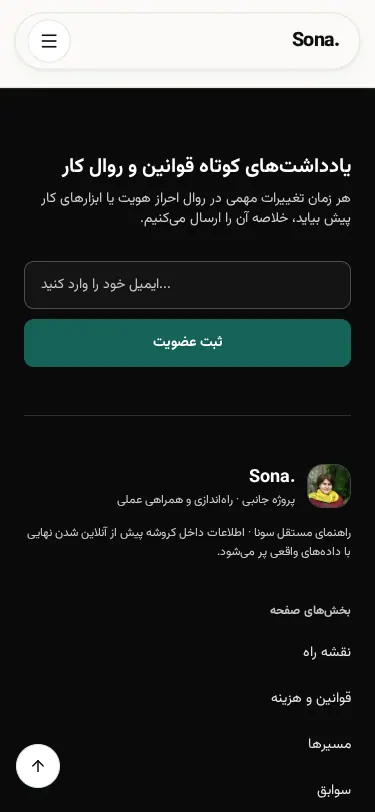 Sona.
یادداشت‌های کوتاه قوانین و روال کار
هر زمان تغییرات مهمی در روال احراز هویت یا ابزارهای کار
پیش بیاید، خلاصه آن را ارسال می‌کنیم.
ایمیل خود را وارد کنید...
ثبت عضویت
Sona.
پروژه جانبی · راه‌اندازی و همراهی عملی
راهنمای مستقل سونا · اطلاعات داخل کروشه پیش از آنلاین شدن نهایی
با داده‌های واقعی پر می‌شود.
بخش‌های صفحه
نقشه راه
قوانین و هزینه
مسیرها
سوابق